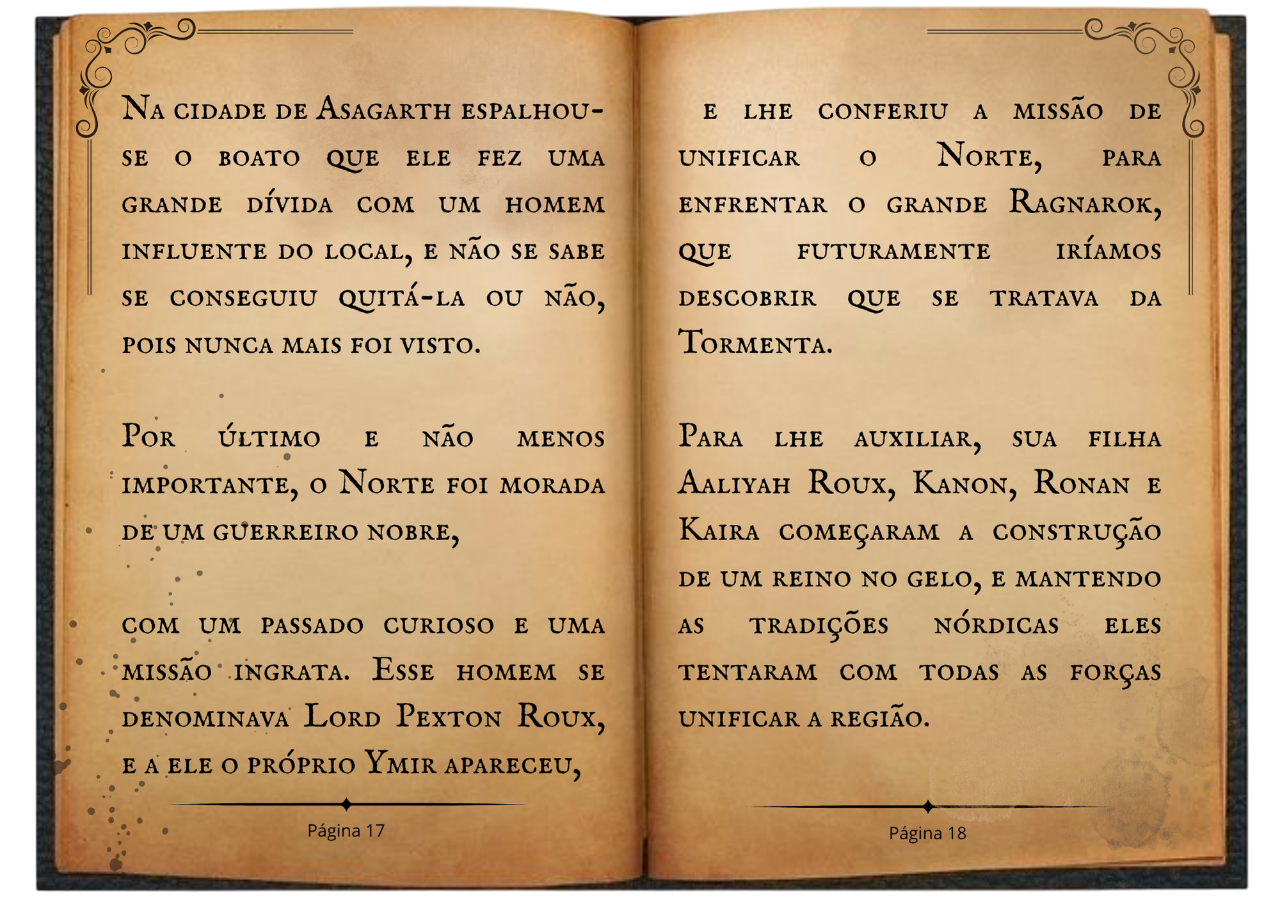 Na cidade de Asagarth espalhou-
se o boato que ele fez uma
grande dívida com um homem
influente do local, e não se sabe
se conseguiu quitá-la ou não,
pois nunca mais foi visto.
Por último e não menos
importante, o Norte foi morada
de um guerreiro nobre,
com um passado curioso e uma
missão ingrata. Esse homem se
denominava Lord Pexton Roux,
e a ele o próprio Ymir apareceu,
Página 17
e lhe conferiu a missão de
unificar o Norte, para
enfrentar o grande Ragnarok,
que futuramente iríamos
descobrir que se tratava da
Tormenta.
Para lhe auxiliar, sua filha
Aaliyah Roux, Kanon, Ronan e
Kaira começaram a construção
de um reino no gelo, e mantendo
as tradições nórdicas eles
tentaram com todas as forças
unificar a região.
Página 18